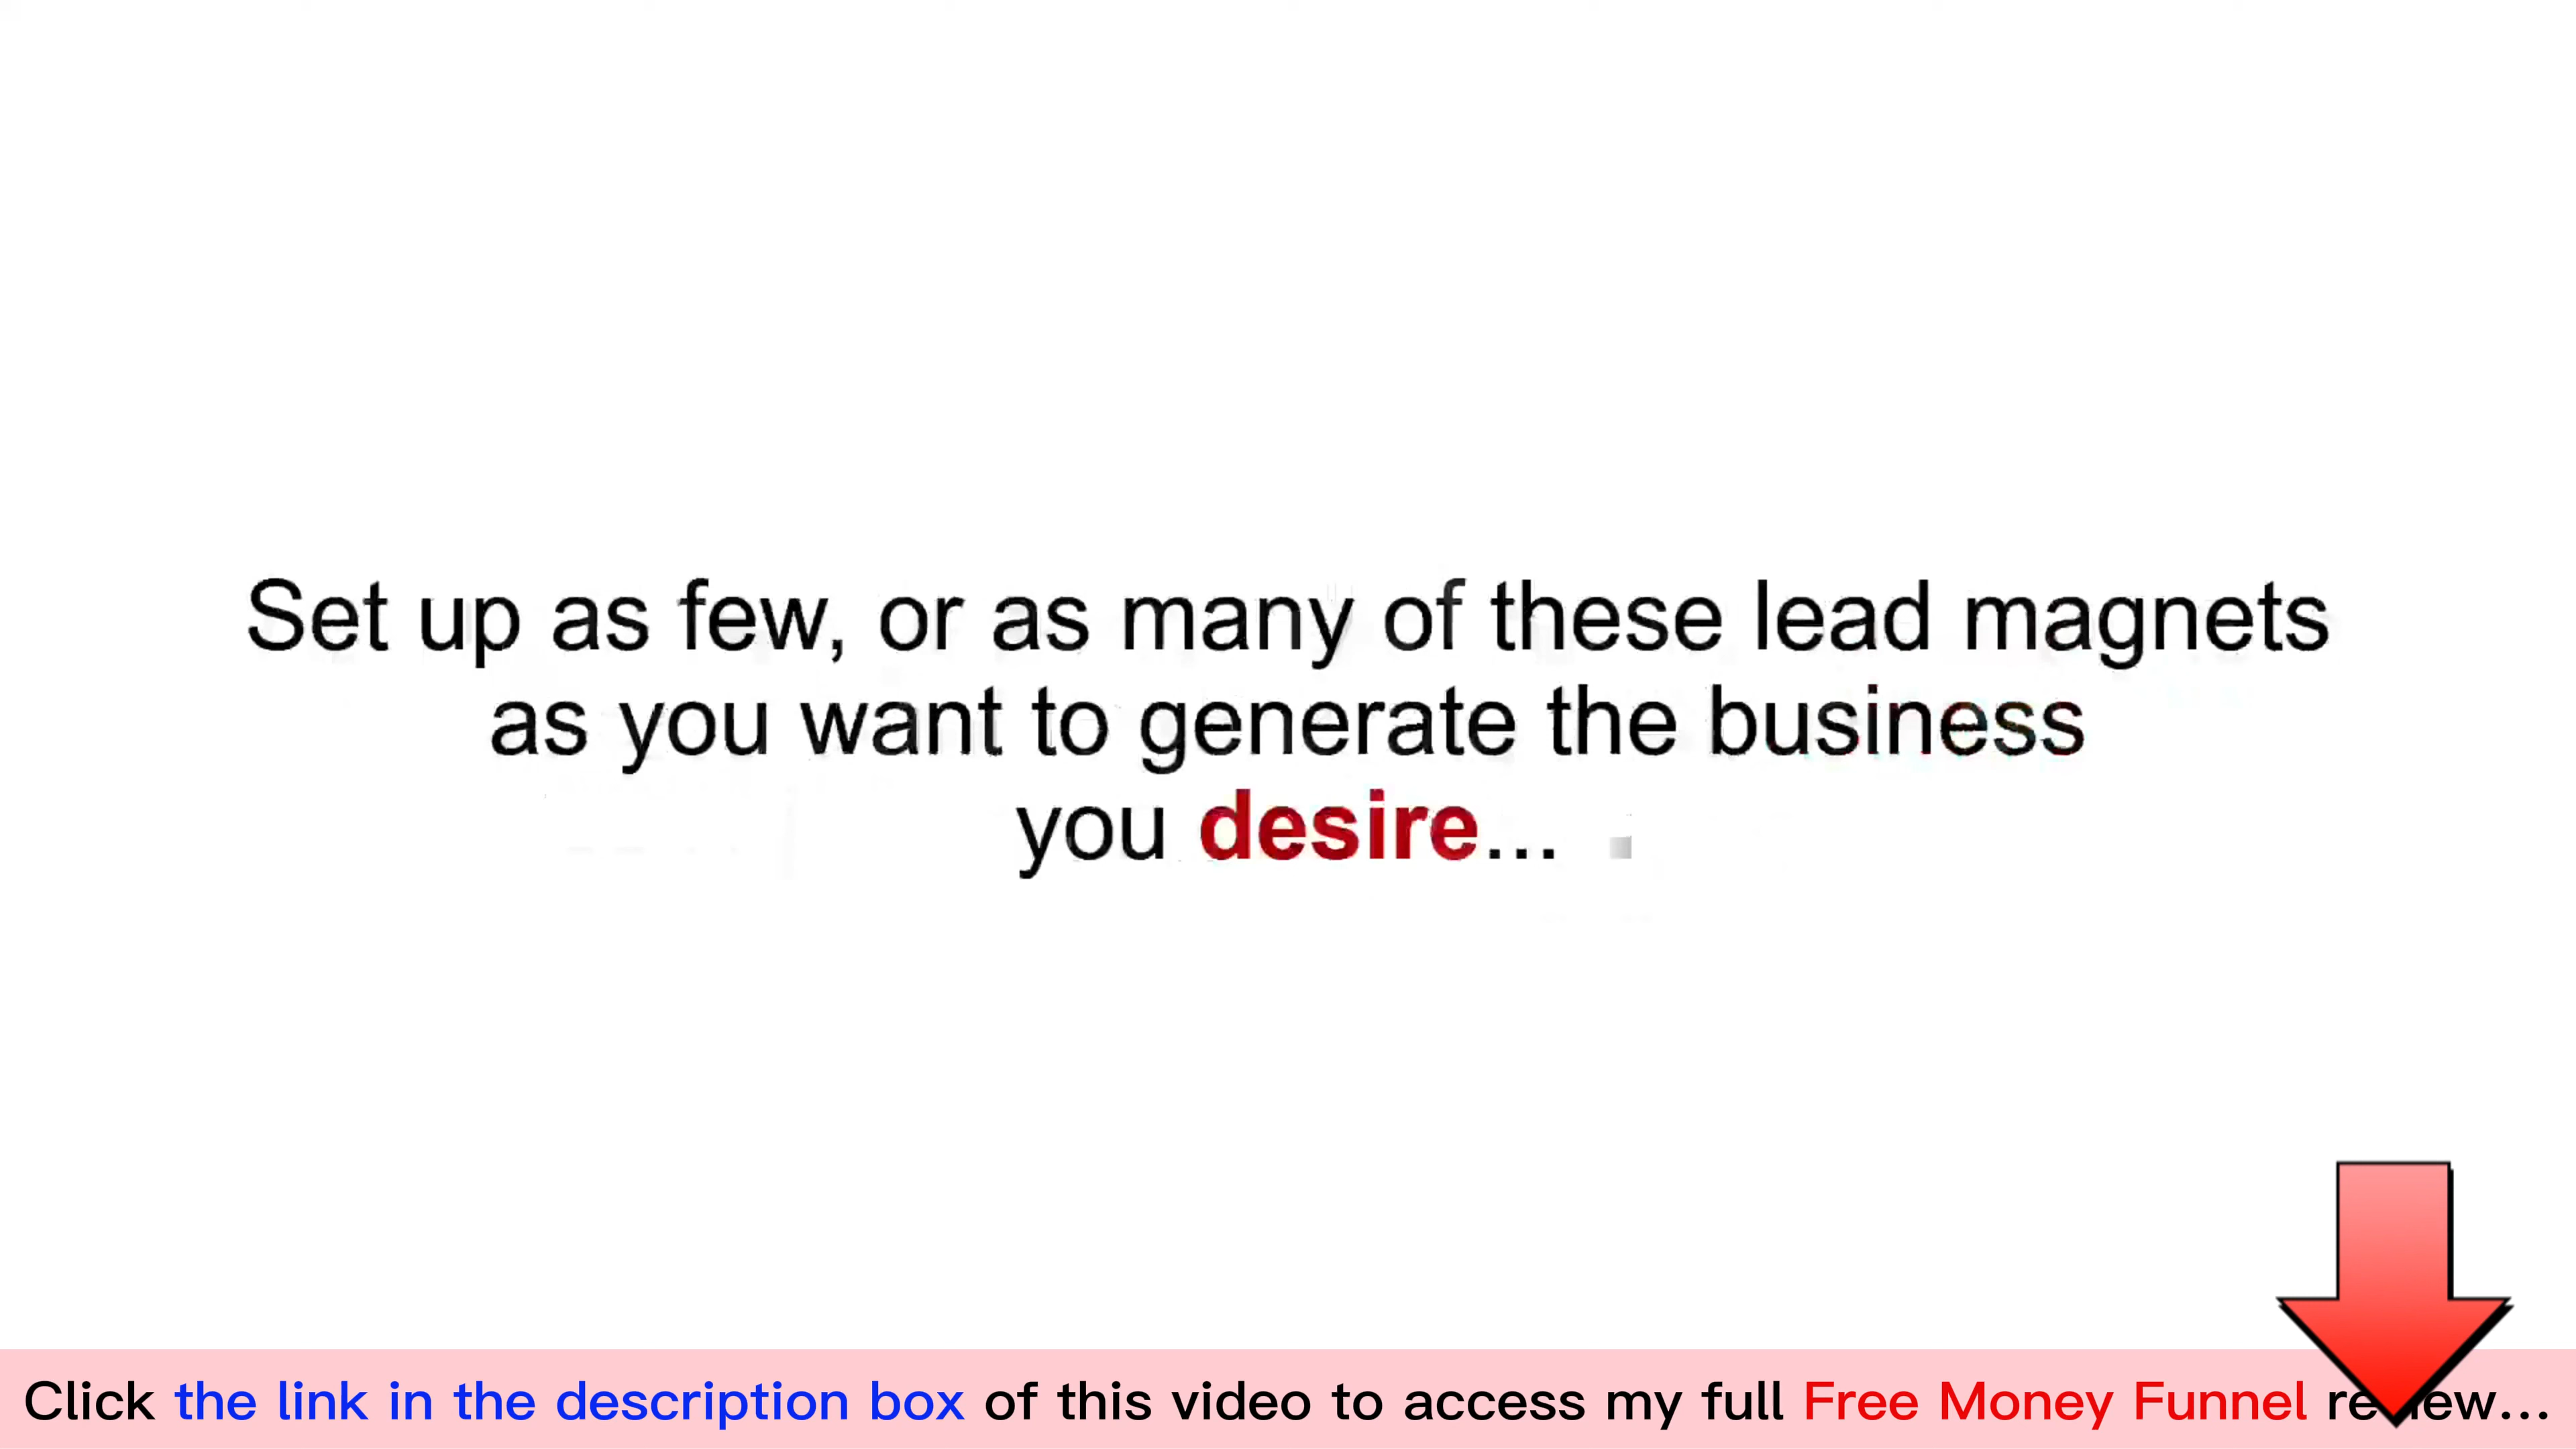 Set up as few, or as many of these lead magnets
as you want to generate the business
you desire...
Click the link in the description box of this video to access my full Free Money Funnel review...